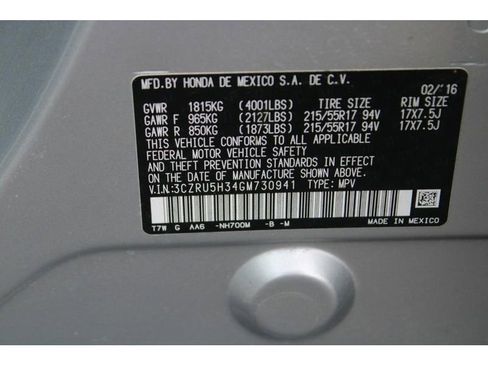 MFD.BY HONDA DE MEXICO S.A. DE C.V.
02/'16
GVWR 1815KG (4001LBS) TIRE SIZE RIM SIZE
GAWR F 965KG (2127LBS) 215/55R17 94V 17X7.5J
GAWR R 850KG (1873LBS) 215/55R17 94V 17X7.5J
THIS VEHICLE CONFORMS TO ALL APPLICABLE
FEDERAL MOTOR VEHICLE SAFETY AND THEFT
PREVENTION STANDARDS IN EFFECT ON THE
DATE OF MANUFACTURE SHOWN ABOVE.
V.I.N:3CZRU5H34GM730941 TYPE: MPV
T7W G AA6 -NH700M -B -M
MADE IN MEXICO